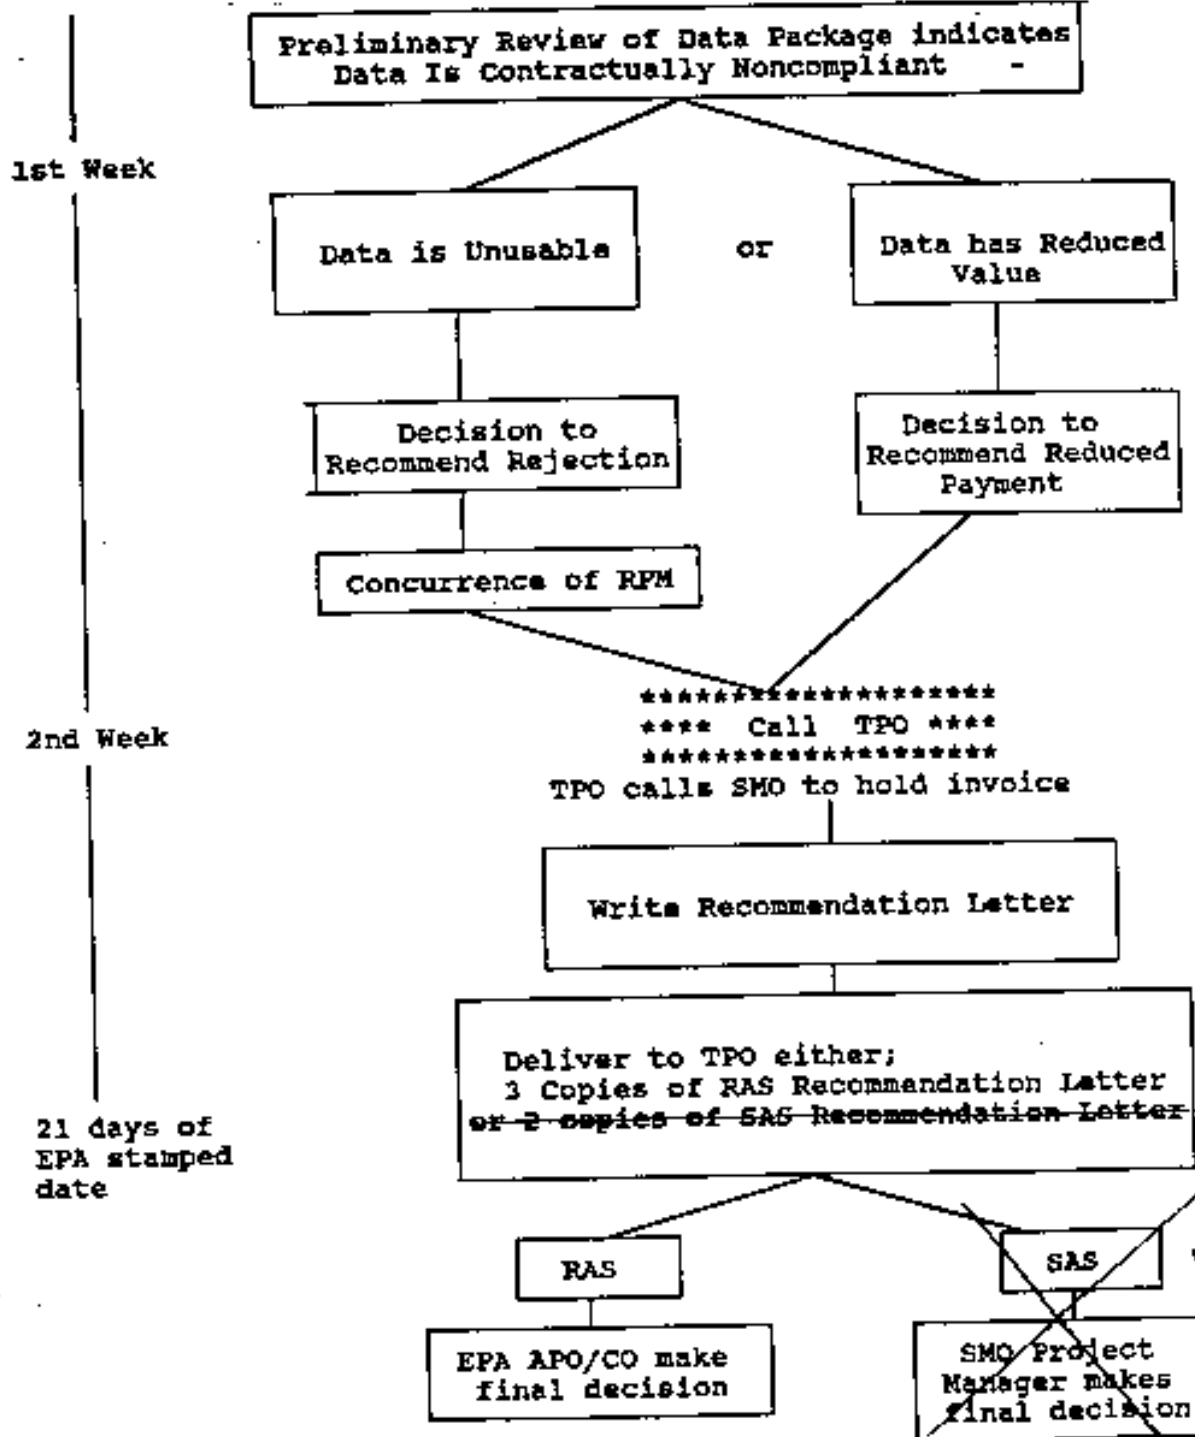 Preliminary Review of Data Package indicates
Data Is Contractually Noncompliant -
1st Week
Data is Unusable
or
Data has Reduced
Value
Decision to
Recommend Rejection
Decision to
Recommend Reduced
Payment
Concurrence of RPM
*********************
**** Call TPO ****
*********************
2nd Week
TPO calls SMO to hold invoice
Write Recommendation Letter
Deliver to TPO either;
3 Copies of RAS Recommendation Letter
or 2 copies of SAS Recommendation Letter
21 days of
EPA stamped
date
RAS
SAS
EPA APO/CO make
final decision
SMO Project
Manager makes
final decision